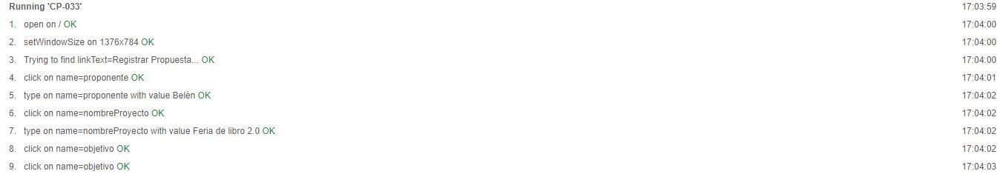 Running 'CP-033' 17:03:59
1. open on / OK 17:04:00
2. setWindowSize on 1376x784 OK 17:04:00
3. Trying to find linkText=Registrar Propuesta... OK 17:04:00
4. click on name=proponente OK 17:04:01
5. type on name=proponente with value Belén OK 17:04:02
6. click on name=nombreProyecto OK 17:04:02
7. type on name=nombreProyecto with value Feria de libro 2.0 OK 17:04:02
8. click on name=objetivo OK 17:04:02
9. click on name=objetivo OK 17:04:03